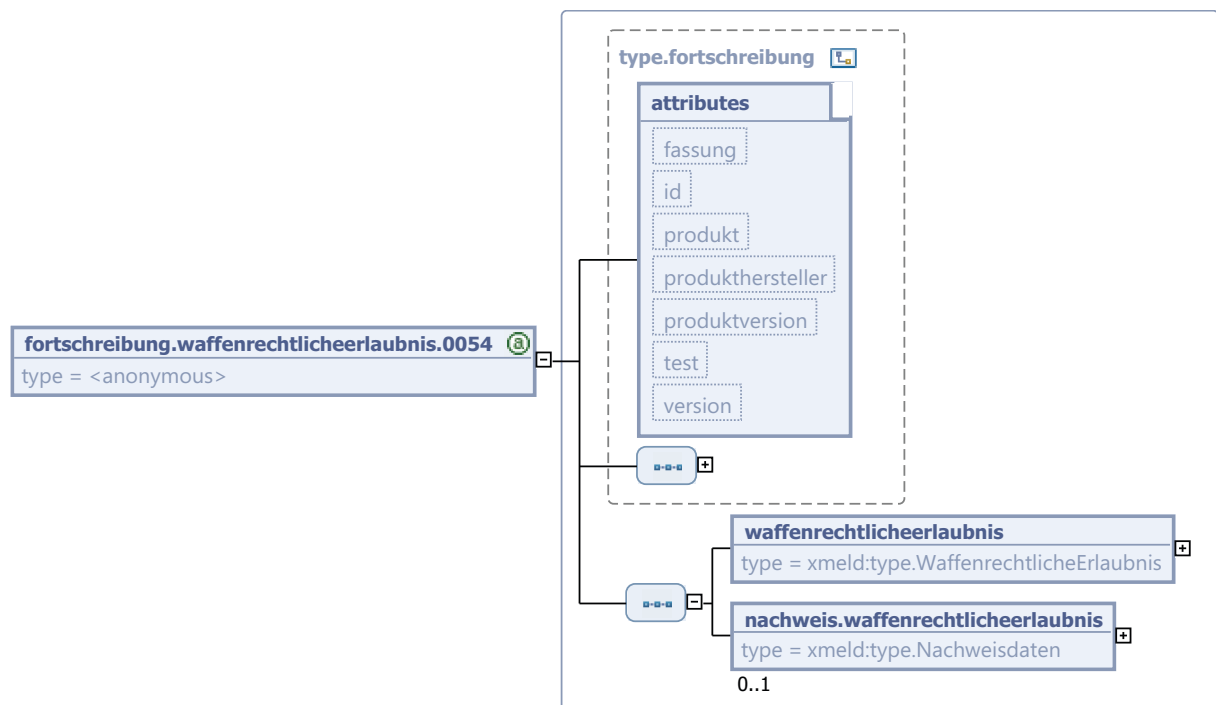 type.fortschreibung
attributes
fassung
id
produkt
produkthersteller
produktversion
test
version
fortschreibung.waffenrechtlicheerlaubnis.0054
type = <anonymous>
waffenrechtlicheerlaubnis
type = xmeld:type.WaffenrechtlicheErlaubnis
nachweis.waffenrechtlicheerlaubnis
type = xmeld:type.Nachweisdaten
0..1